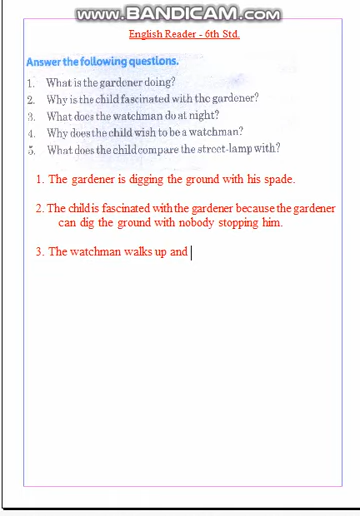 www.BANDICAM.com
English Reader - 6th Std.
Answer the following questions.
1. What is the gardener doing?
2. Why is the child fascinated with the gardener?
3. What does the watchman do at night?
4. Why does the child wish to be a watchman?
5. What does the child compare the street-lamp with?
1. The gardener is digging the ground with his spade.
2. The child is fascinated with the gardener because the gardener
can dig the ground with nobody stopping him.
3. The watchman walks up and